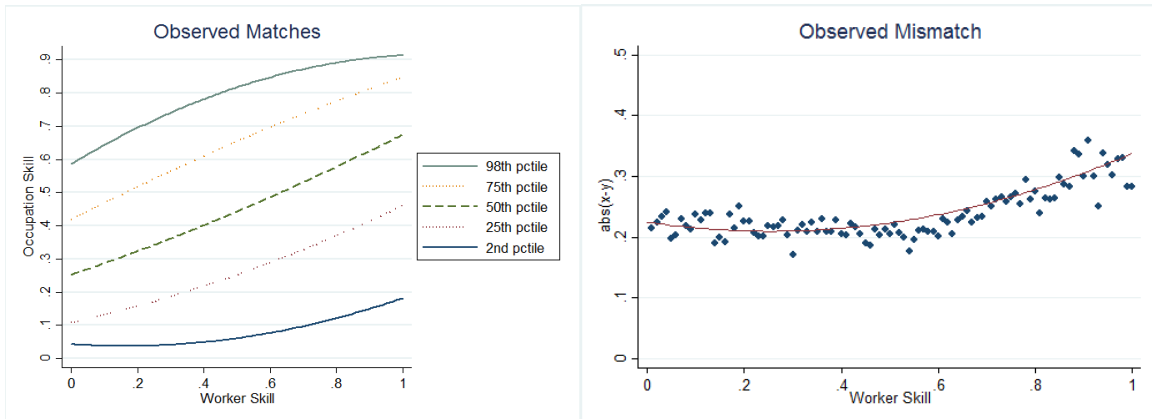 Observed Matches
Occupation Skill
.9
.8
.7
.6
.5
.4
.3
.2
.1
0
0 .2 .4 .6 .8 1
Worker Skill
98th pctile
75th pctile
50th pctile
25th pctile
2nd pctile
Observed Mismatch
abs(x-y)
.5
.4
.3
.2
.1
0
0 .2 .4 .6 .8 1
Worker Skill